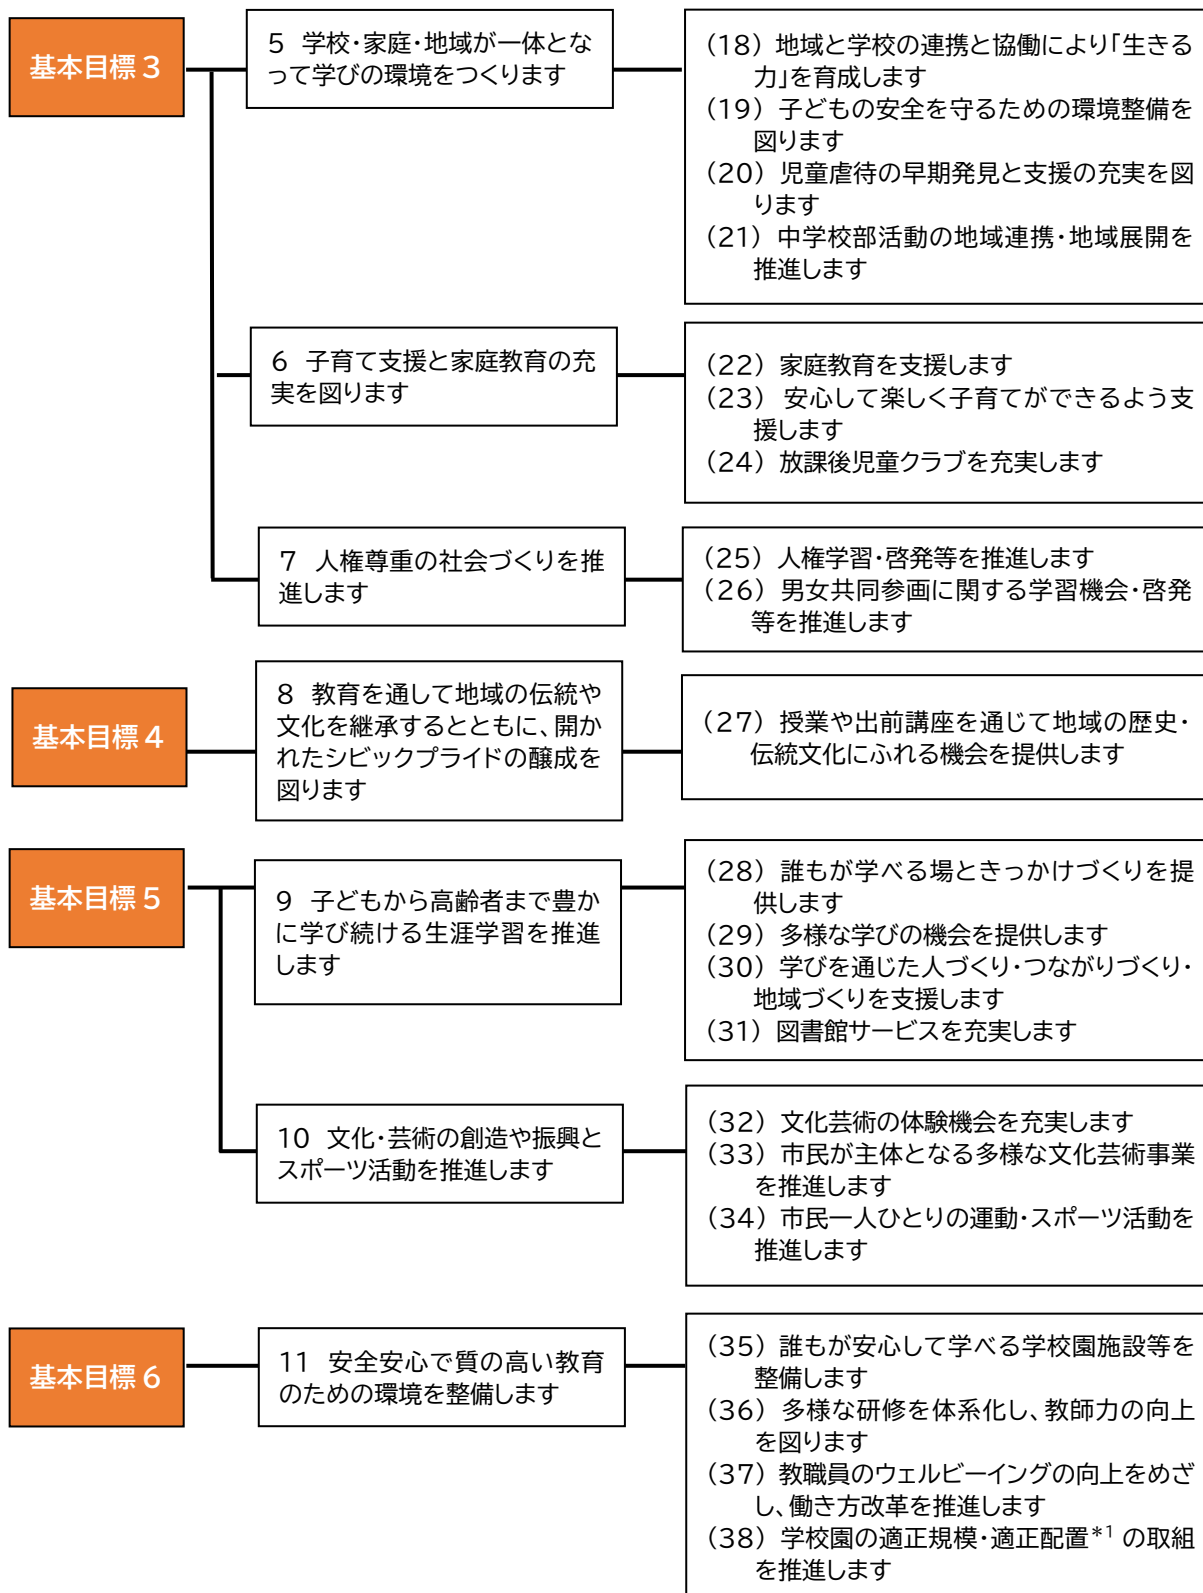 基本目標３
5 学校・家庭・地域が一体とな
って学びの環境をつくります
（18）地域と学校の連携と協働により「生きる
力」を育成します
（19）子どもの安全を守るための環境整備を
図ります
（20）児童虐待の早期発見と支援の充実を図
ります
（21）中学校部活動の地域連携・地域展開を
推進します
6 子育て支援と家庭教育の充
実を図ります
（22）家庭教育を支援します
（23）安心して楽しく子育てができるよう支
援します
（24）放課後児童クラブを充実します
7 人権尊重の社会づくりを推
進します
（25）人権学習・啓発等を推進します
（26）男女共同参画に関する学習機会・啓発
等を推進します
基本目標４
8 教育を通して地域の伝統や
文化を継承するとともに、開か
れたシビックプライドの醸成を
図ります
（27）授業や出前講座を通じて地域の歴史・
伝統文化にふれる機会を提供します
基本目標５
9 子どもから高齢者まで豊か
に学び続ける生涯学習を推進
します
（28）誰もが学べる場ときっかけづくりを提
供します
（29）多様な学びの機会を提供します
（30）学びを通じた人づくり・つながりづくり・
地域づくりを支援します
（31）図書館サービスを充実します
10 文化・芸術の創造や振興と
スポーツ活動を推進します
（32）文化芸術の体験機会を充実します
（33）市民が主体となる多様な文化芸術事業
を推進します
（34）市民一人ひとりの運動・スポーツ活動を
推進します
基本目標６
11 安全安心で質の高い教育
のための環境を整備します
（35）誰もが安心して学べる学校園施設等を
整備します
（36）多様な研修を体系化し、教師力の向上
を図ります
（37）教職員のウェルビーイングの向上をめざ
し、働き方改革を推進します
（38）学校園の適正規模・適正配置*1 の取組
を推進します